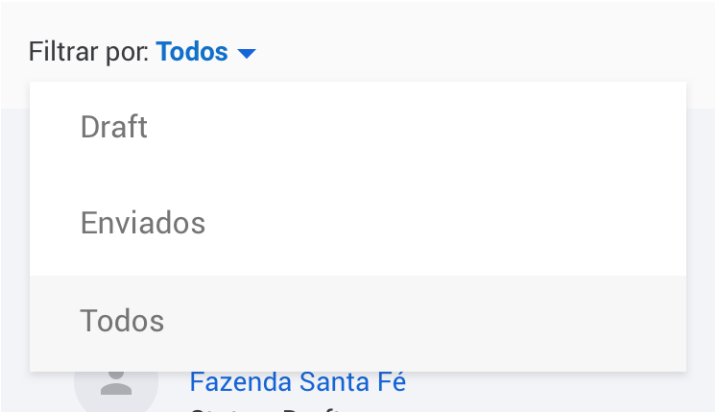 Filtrar por: Todos
Draft
Enviados
Todos
Fazenda Santa Fé